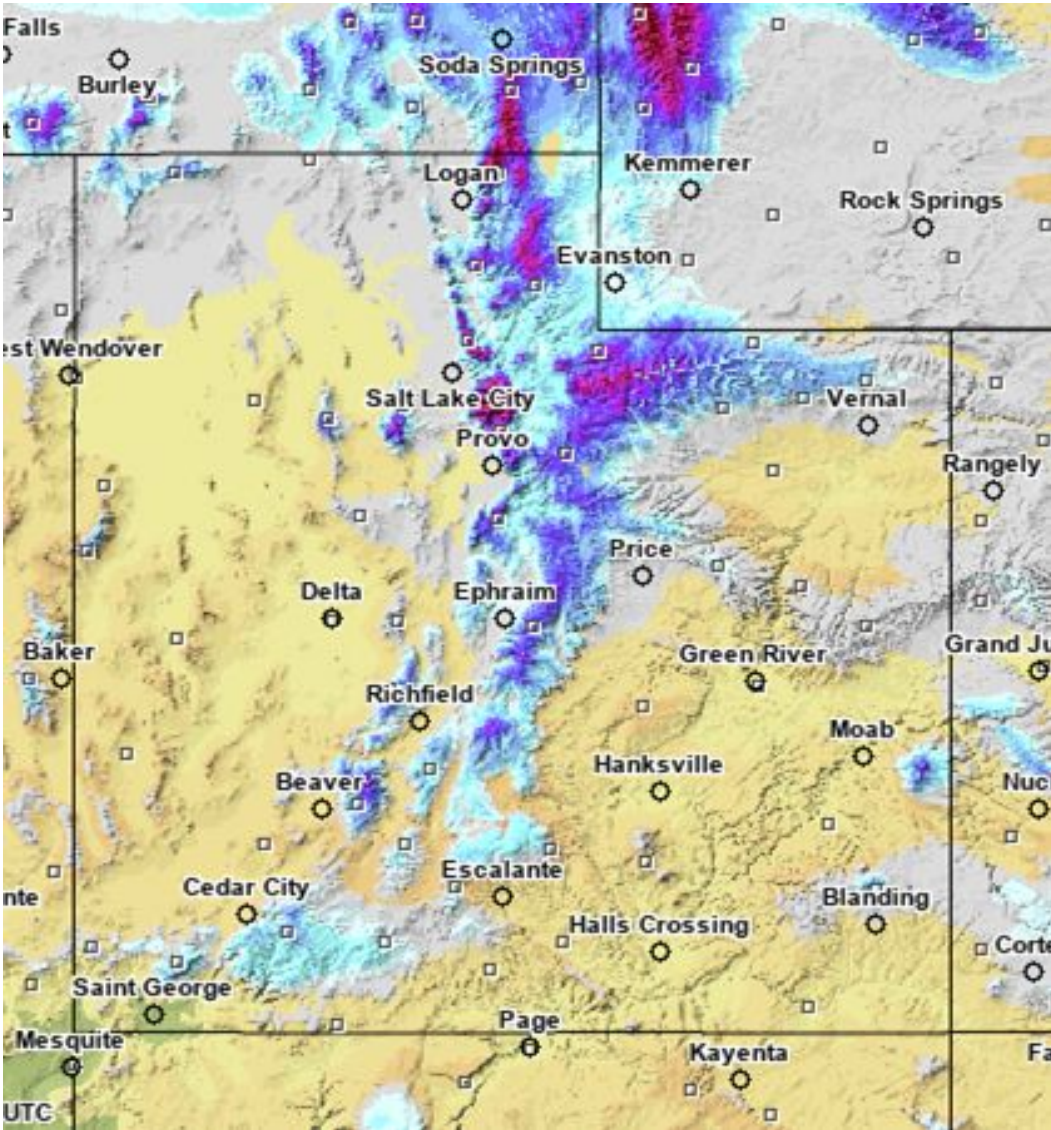 Falls
Burley
Soda Springs
t
Logan
Kemmerer
Rock Springs
Evanston
est Wendover
Salt Lake City
Vernal
Provo
Rangely
Price
Delta
Ephraim
Baker
Green River
Grand Ju
Richfield
Moab
Hanksville
Beaver
Nuc
Escalante
Cedar City
nte
Blanding
Halls Crossing
Corte
Saint George
Page
Mesquite
Kayenta
Fa
UTC